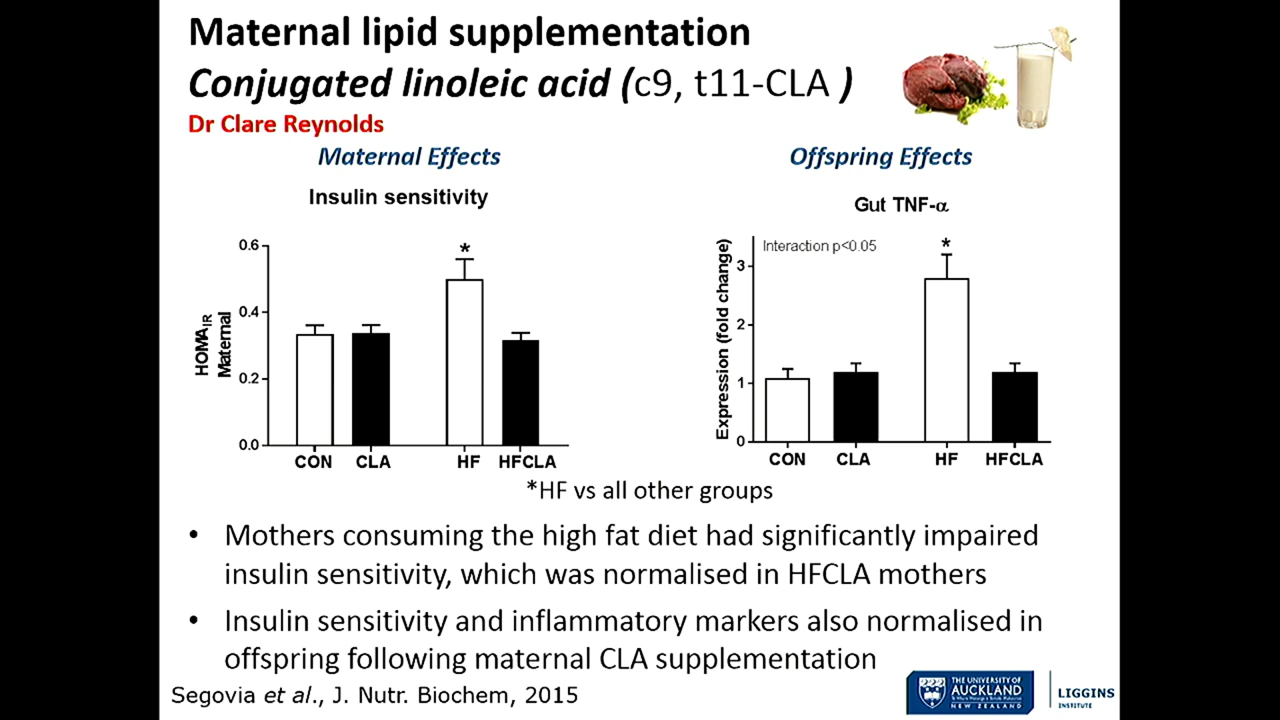 Maternal lipid supplementation
Conjugated linoleic acid (c9, t11-CLA )
Dr Clare Reynolds
Maternal Effects
Insulin sensitivity
0.6
0.4
0.2
0.0
HOMAIR
Maternal
*
CON CLA HF HFCLA
Offspring Effects
Gut TNF-α
Interaction p<0.05
*
Expression (fold change)
3
2
1
0
CON CLA HF HFCLA
*HF vs all other groups
• Mothers consuming the high fat diet had significantly impaired
insulin sensitivity, which was normalised in HFCLA mothers
• Insulin sensitivity and inflammatory markers also normalised in
offspring following maternal CLA supplementation
Segovia et al., J. Nutr. Biochem, 2015
THE UNIVERSITY OF
AUCKLAND
NEW ZEALAND
LIGGINS
INSTITUTE